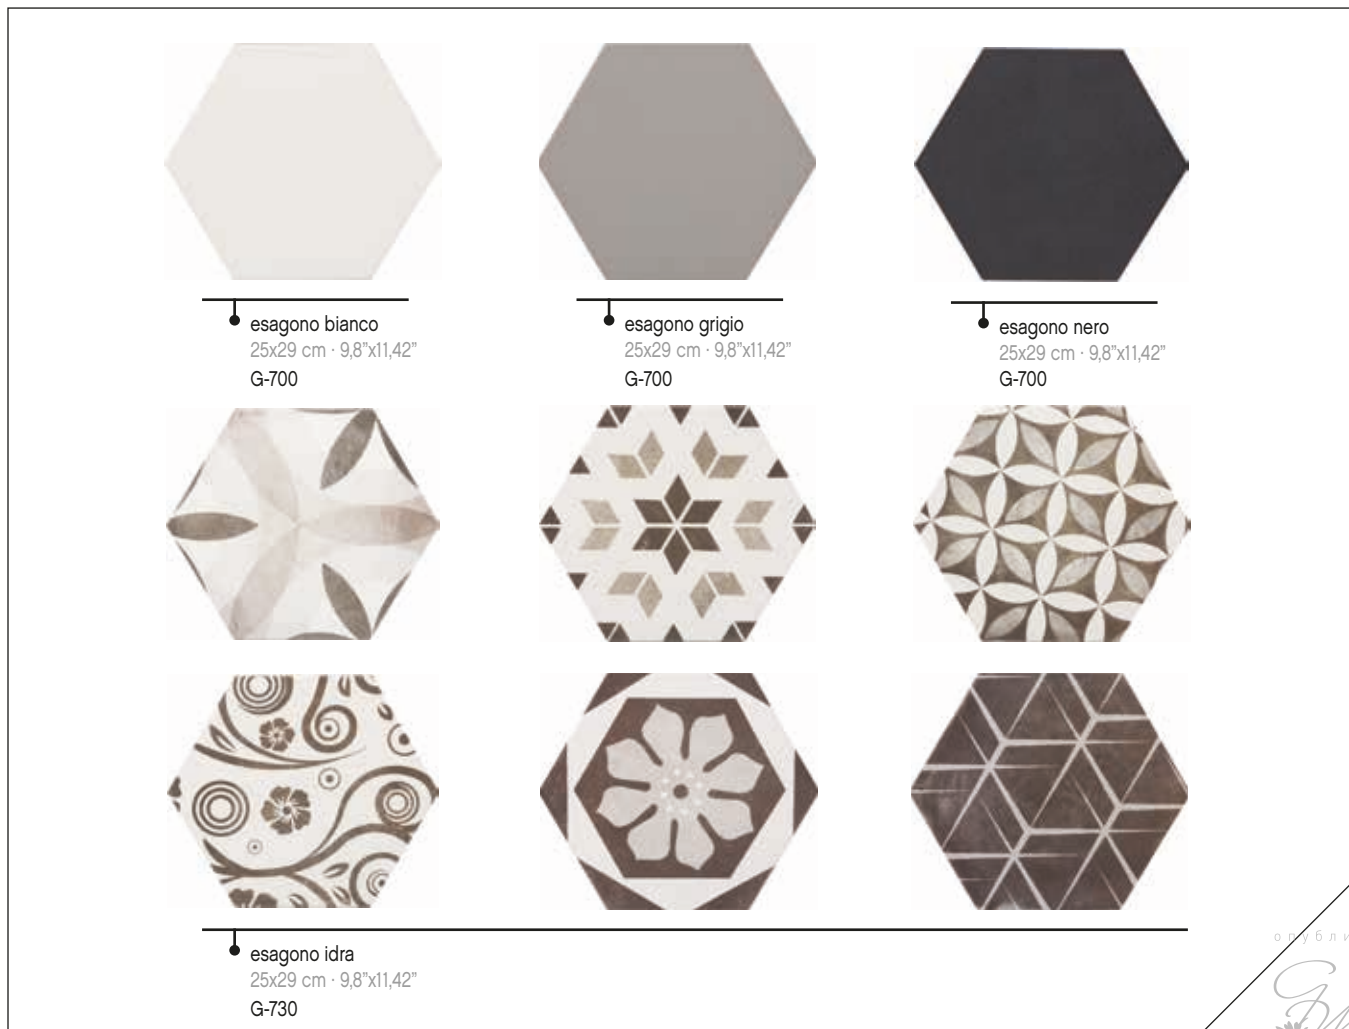 esagono bianco
25x29 cm · 9,8”x11,42”
G-700
esagono grigio
25x29 cm · 9,8”x11,42”
G-700
esagono nero
25x29 cm · 9,8”x11,42”
G-700
esagono idra
25x29 cm · 9,8”x11,42”
G-730